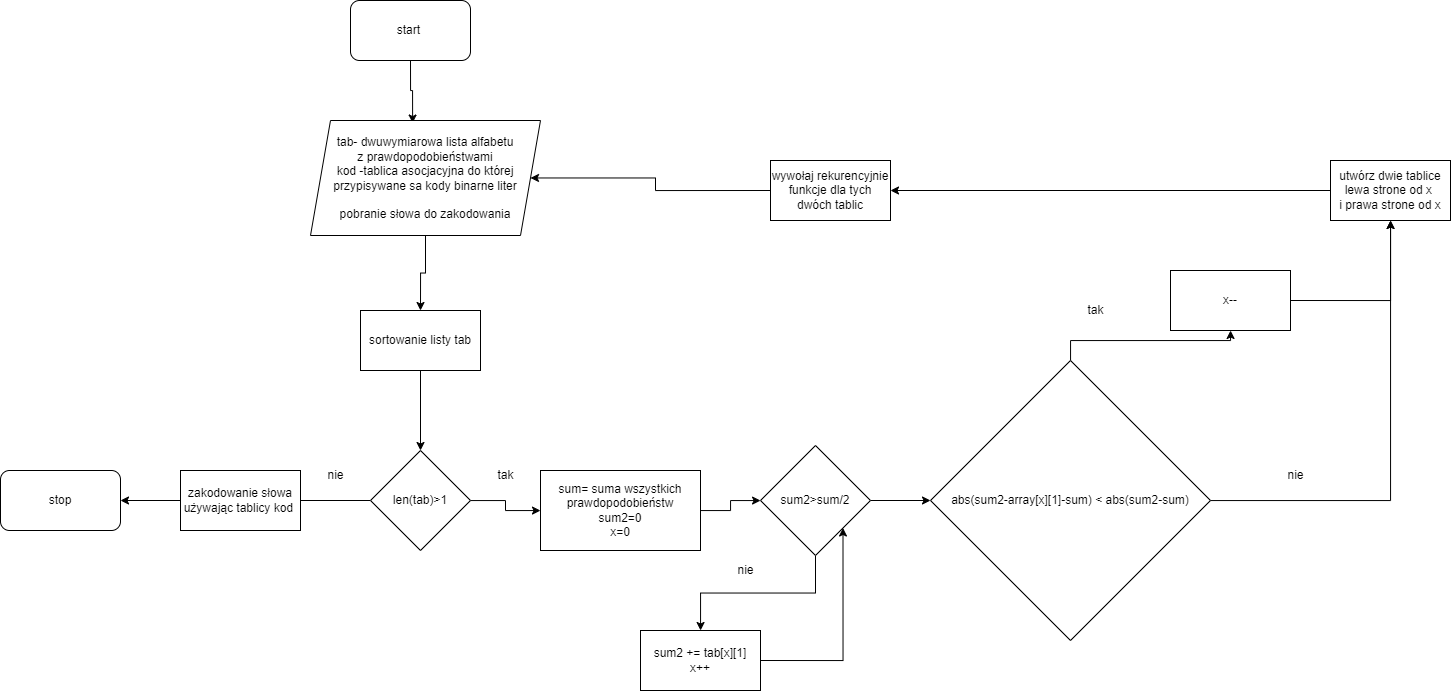 start
tab- dwuwymiarowa lista alfabetu
z prawdopodobieństwami
kod -tablica asocjacyjna do której
przypisywane sa kody binarne liter
pobranie słowa do zakodowania
wywołaj rekurencyjnie
funkcje dla tych
dwóch tablic
utwórz dwie tablice
lewa strone od x
i prawa strone od x
x--
tak
sortowanie listy tab
stop
zakodowanie słowa
używając tablicy kod
nie
len(tab)>1
tak
sum= suma wszystkich
prawdopodobieństw
sum2=0
x=0
sum2>sum/2
abs(sum2-array[x][1]-sum) < abs(sum2-sum)
nie
nie
sum2 += tab[x][1]
x++